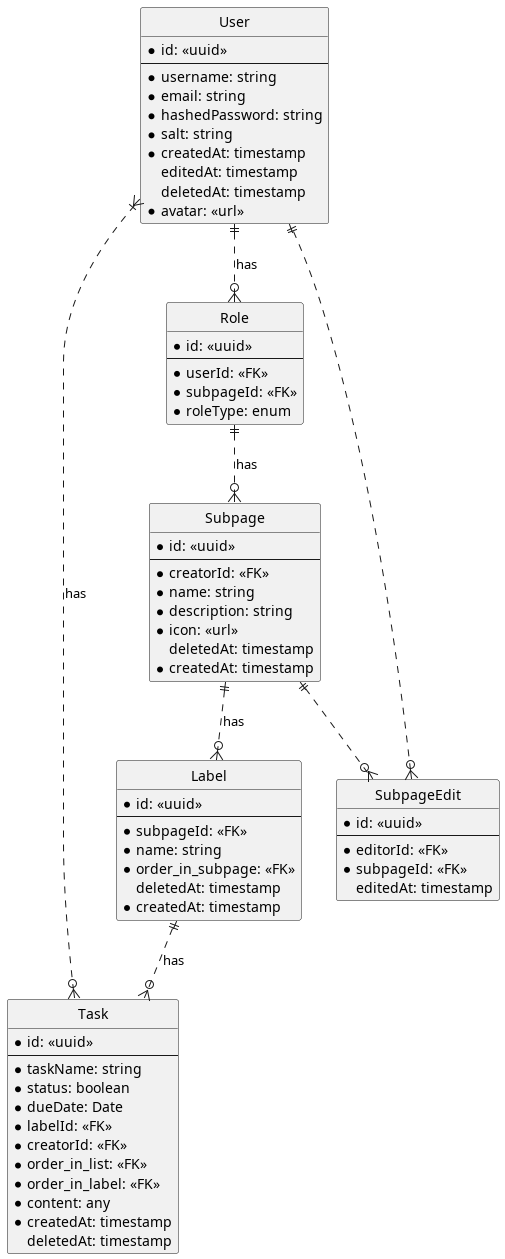 User
id: «uuid»
username: string
email: string
hashedPassword: string
salt: string
createdAt: timestamp
editedAt: timestamp
deletedAt: timestamp
avatar: «url»
has
Role
id: «uuid»
userId: «FK»
subpageId: «FK»
roleType: enum
has
Subpage
id: «uuid»
creatorId: «FK»
name: string
description: string
icon: «url»
deletedAt: timestamp
createdAt: timestamp
has
has
Label
id: «uuid»
subpageId: «FK»
name: string
order_in_subpage: «FK»
deletedAt: timestamp
createdAt: timestamp
SubpageEdit
id: «uuid»
editorId: «FK»
subpageId: «FK»
editedAt: timestamp
has
Task
id: «uuid»
taskName: string
status: boolean
dueDate: Date
labelId: «FK»
creatorId: «FK»
order_in_list: «FK»
order_in_label: «FK»
content: any
createdAt: timestamp
deletedAt: timestamp